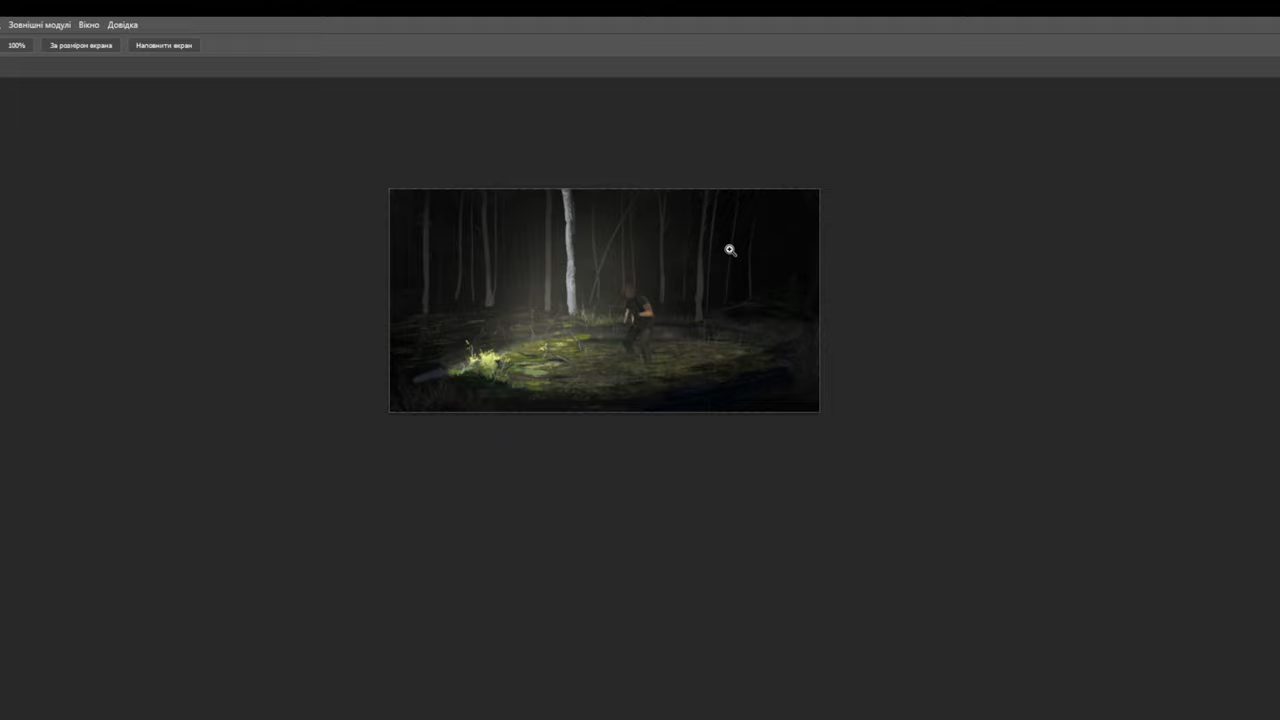 Зовнішні модулі Вікно Довідка
100% За розміром екрана Наповнити екран